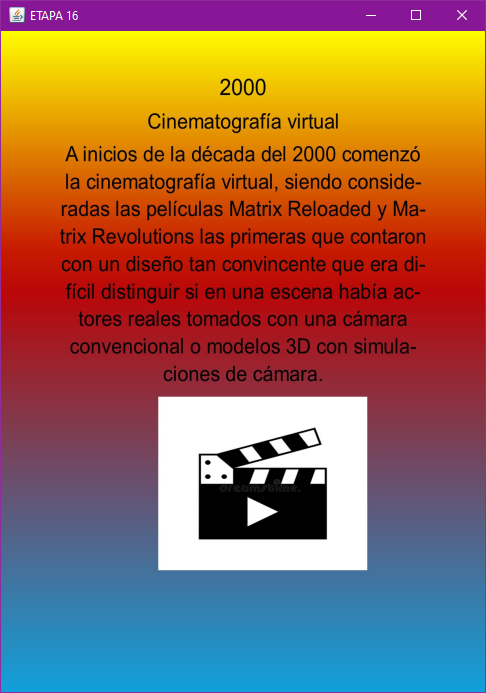 ETAPA 16
2000
Cinematografía virtual
A inicios de la década del 2000 comenzó
la cinematografía virtual, siendo conside-
radas las películas Matrix Reloaded y Ma-
trix Revolutions las primeras que contaron
con un diseño tan convincente que era di-
fícil distinguir si en una escena había ac-
tores reales tomados con una cámara
convencional o modelos 3D con simula-
ciones de cámara.
dreamstime.